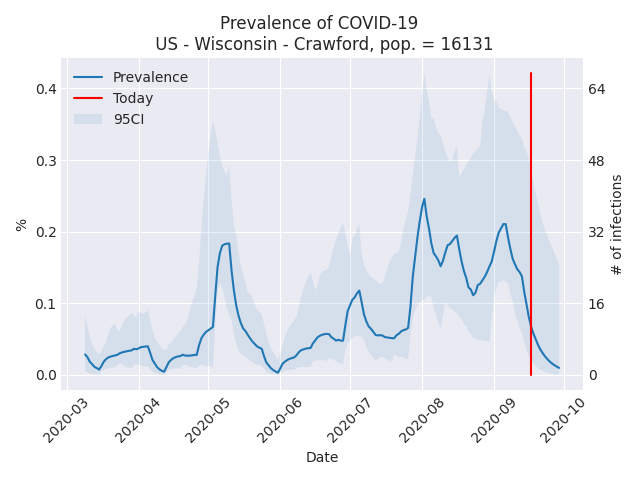 Prevalence of COVID-19
US - Wisconsin - Crawford, pop. = 16131
Prevalence
Today
95CI
0.4
0.3
0.2
0.1
0.0
%
64
48
32
16
0
# of infections
2020-03
2020-04
2020-05
2020-06
2020-07
2020-08
2020-09
2020-10
Date